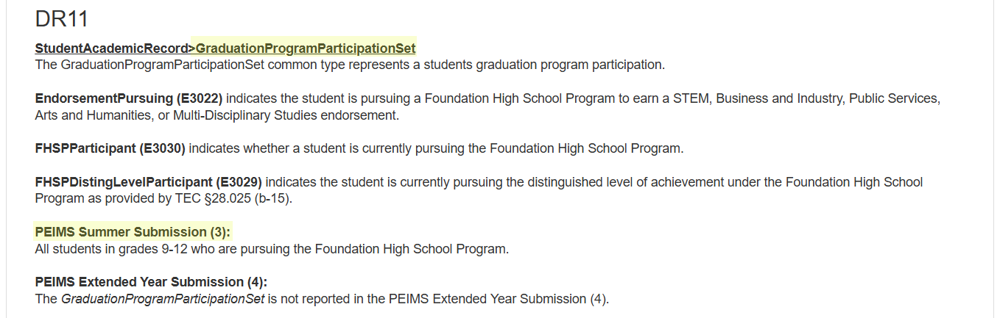 DR11
StudentAcademicRecord>GraduationProgramParticipationSet
The GraduationProgramParticipationSet common type represents a students graduation program participation.
EndorsementPursuing (E3022) indicates the student is pursuing a Foundation High School Program to earn a STEM, Business and Industry, Public Services,
Arts and Humanities, or Multi-Disciplinary Studies endorsement.
FHSPParticipant (E3030) indicates whether a student is currently pursuing the Foundation High School Program.
FHSPDistingLevelParticipant (E3029) indicates the student is currently pursuing the distinguished level of achievement under the Foundation High School
Program as provided by TEC §28.025 (b-15).
PEIMS Summer Submission (3):
All students in grades 9-12 who are pursuing the Foundation High School Program.
PEIMS Extended Year Submission (4):
The GraduationProgramParticipationSet is not reported in the PEIMS Extended Year Submission (4).